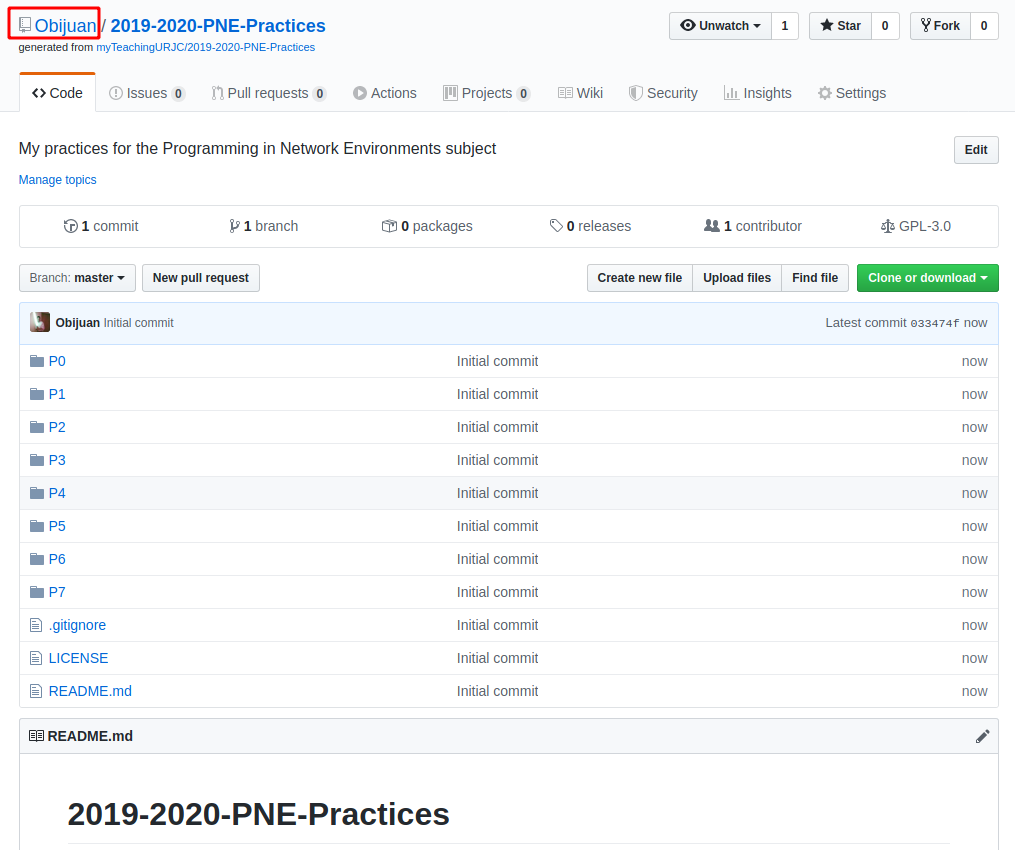 Obijuan / 2019-2020-PNE-Practices Unwatch 1 Star 0 Fork 0
generated from myTeachingURJC/2019-2020-PNE-Practices
Code Issues 0 Pull requests 0 Actions Projects 0 Wiki Security Insights Settings
My practices for the Programming in Network Environments subject Edit
Manage topics
1 commit 1 branch 0 packages 0 releases 1 contributor GPL-3.0
Branch: master New pull request Create new file Upload files Find file Clone or download
Obijuan Initial commit Latest commit 033474f now
P0 Initial commit now
P1 Initial commit now
P2 Initial commit now
P3 Initial commit now
P4 Initial commit now
P5 Initial commit now
P6 Initial commit now
P7 Initial commit now
.gitignore Initial commit now
LICENSE Initial commit now
README.md Initial commit now
README.md
2019-2020-PNE-Practices